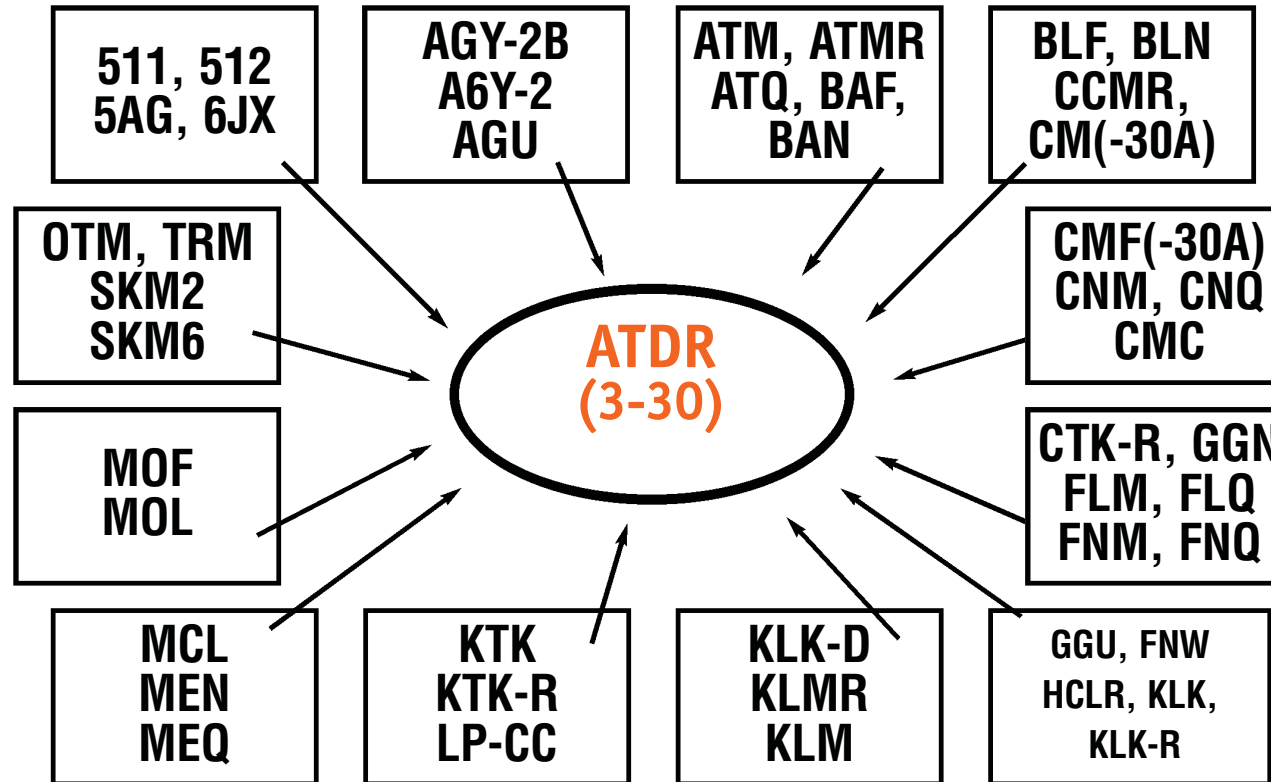 511, 512
5AG, 6JX
AGY-2B
A6Y-2
AGU
ATM, ATMR
ATQ, BAF,
BAN
BLF, BLN
CCMR,
CM(-30A)
OTM, TRM
SKM2
SKM6
ATDR
(3-30)
CMF(-30A)
CNM, CNQ
CMC
MOF
MOL
CTK-R, GGN
FLM, FLQ
FNM, FNQ
MCL
MEN
MEQ
KTK
KTK-R
LP-CC
KLK-D
KLMR
KLM
GGU, FNW
HCLR, KLK,
KLK-R